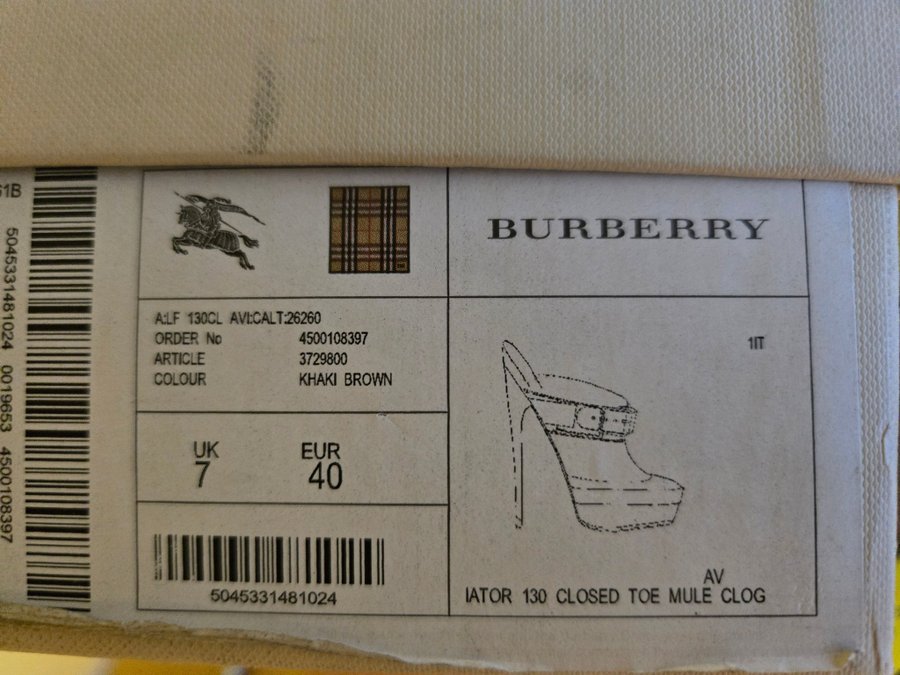 61B
5045331481024 0019653 4500108397
BURBERRY
A:LF 130CL AVI:CALT:26260
ORDER No 4500108397
ARTICLE 3729800
COLOUR KHAKI BROWN
UK EUR
7 40
5045331481024
1IT
AV
IATOR 130 CLOSED TOE MULE CLOG